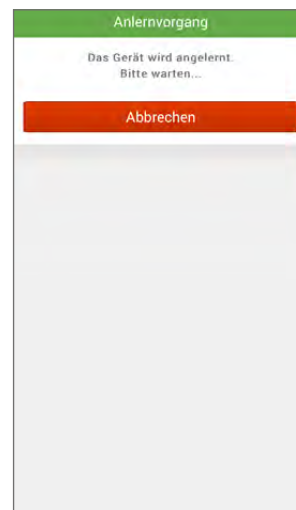 Anlernvorgang
Das Gerät wird angelernt.
Bitte warten...
Abbrechen